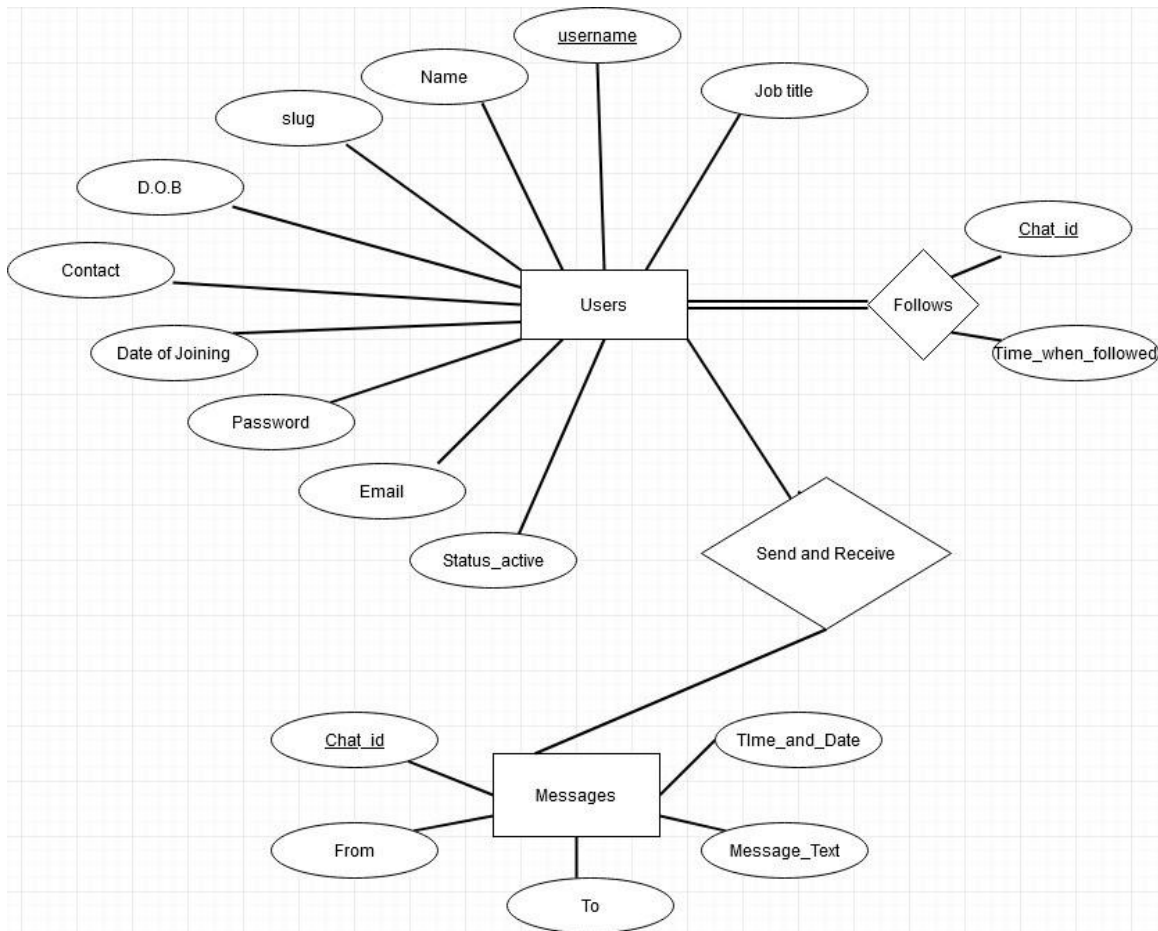 username
Name
Job title
slug
D.O.B
Chat_id
Contact
Users
Follows
Date of Joining
Time_when_followed
Password
Email
Status_active
Send and Receive
Chat_id
TIme_and_Date
Messages
From
Message_Text
To